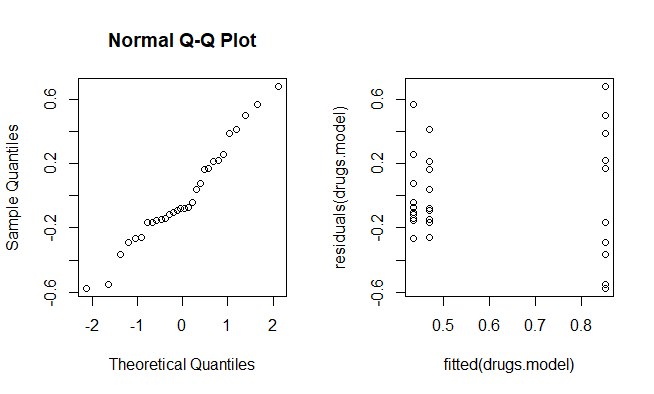 Normal Q-Q Plot
Sample Quantiles
-0.6 -0.2 0.2 0.6
-2 -1 0 1 2
Theoretical Quantiles
residuals(drugs.model)
-0.6 -0.2 0.2 0.6
0.5 0.6 0.7 0.8
fitted(drugs.model)